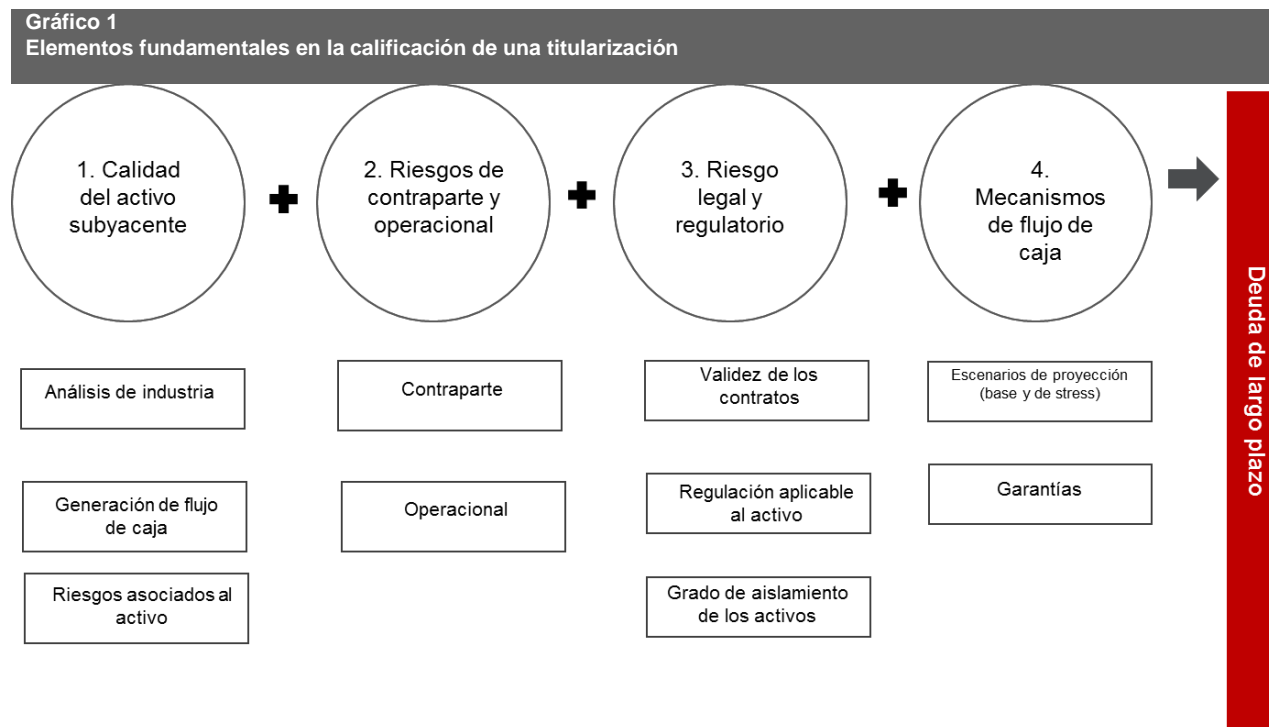 Gráfico 1
Elementos fundamentales en la calificación de una titularización
1. Calidad
del activo
subyacente
2. Riesgos de
contraparte y
operacional
3. Riesgo
legal y
regulatorio
4.
Mecanismos
de flujo de
caja
Análisis de industria
Generación de flujo
de caja
Riesgos asociados al
activo
Contraparte
Operacional
Validez de los
contratos
Regulación aplicable
al activo
Grado de aislamiento
de los activos
Escenarios de proyección
(base y de stress)
Garantías
Deuda de largo plazo